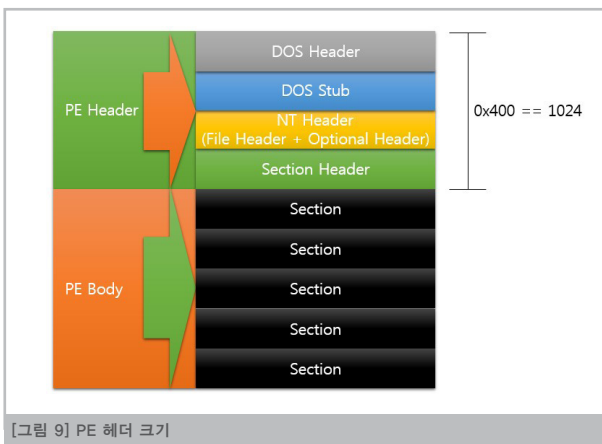 DOS Header
DOS Stub
PE Header
NT Header
(File Header + Optional Header)
0x400 == 1024
Section Header
Section
Section
PE Body
Section
Section
Section
[그림 9] PE 헤더 크기